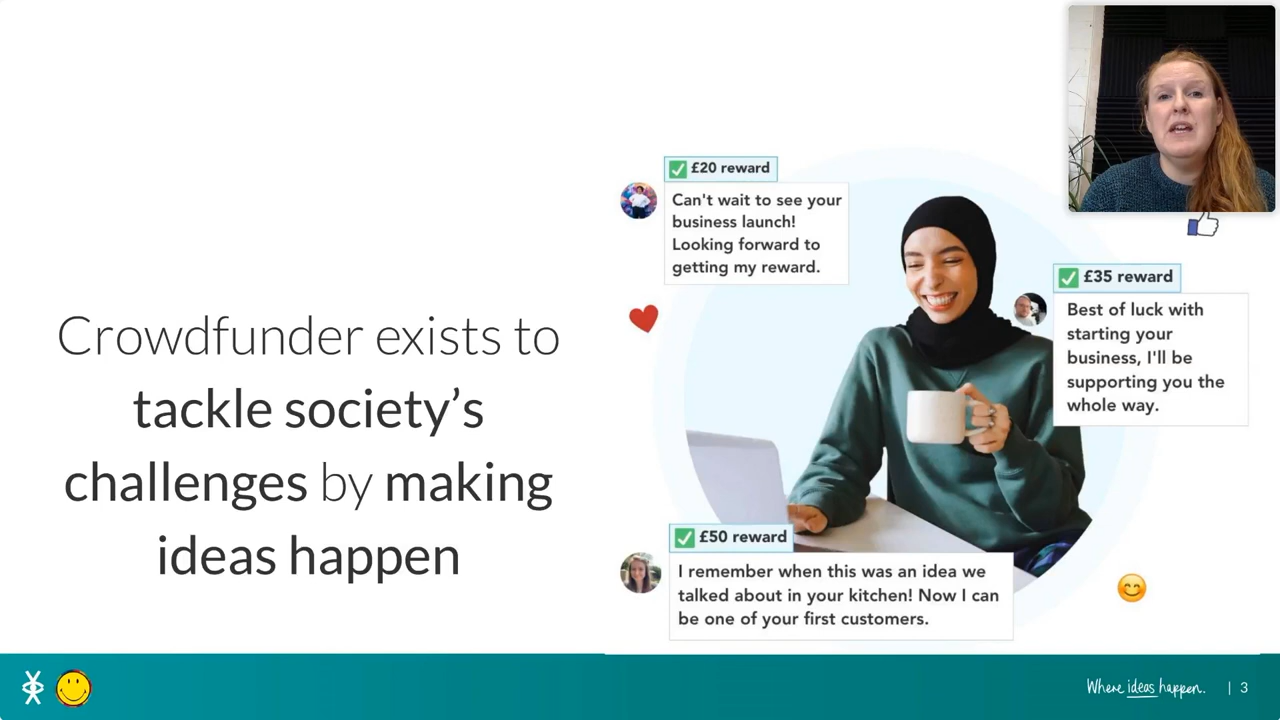 Crowdfunder exists to
tackle society’s
challenges by making
ideas happen
£20 reward
Can't wait to see your
business launch!
Looking forward to
getting my reward.
£35 reward
Best of luck with
starting your
business, I'll be
supporting you the
whole way.
£50 reward
I remember when this was an idea we
talked about in your kitchen! Now I can
be one of your first customers.
Where ideas happen. | 3